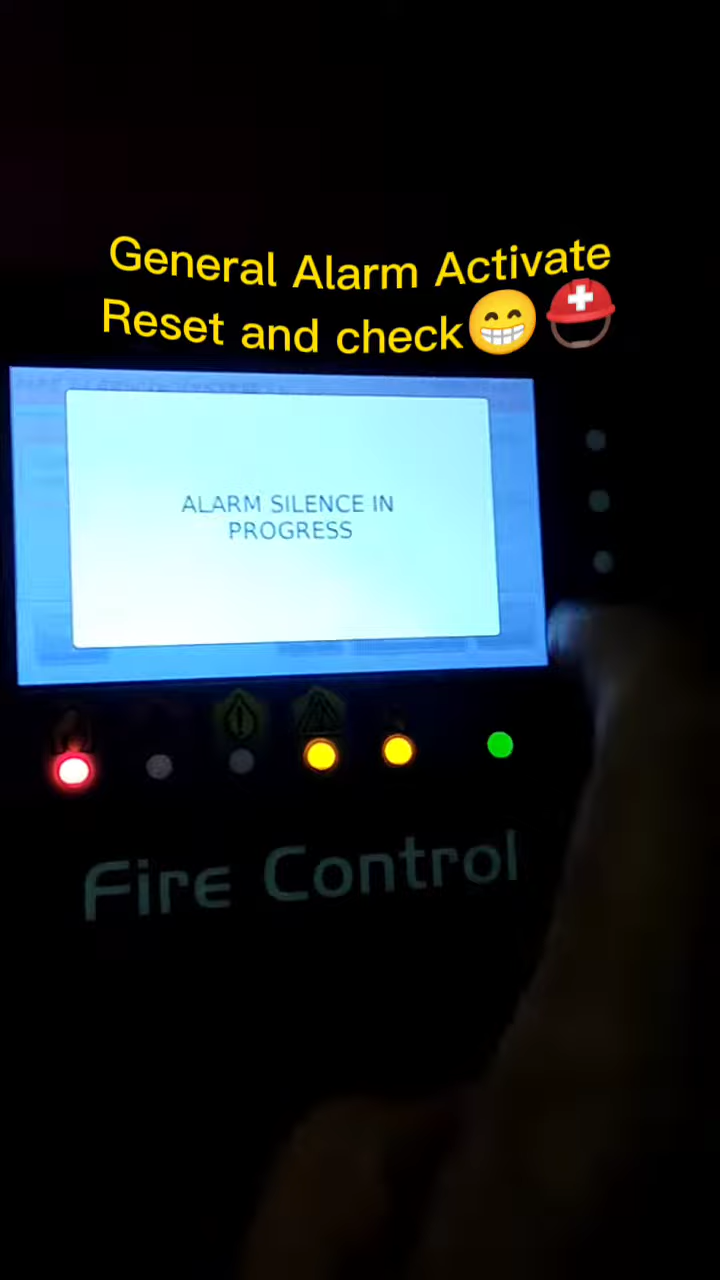 General Alarm Activate
Reset and check😁⛑️
ALARM SILENCE IN
PROGRESS
Fire Control